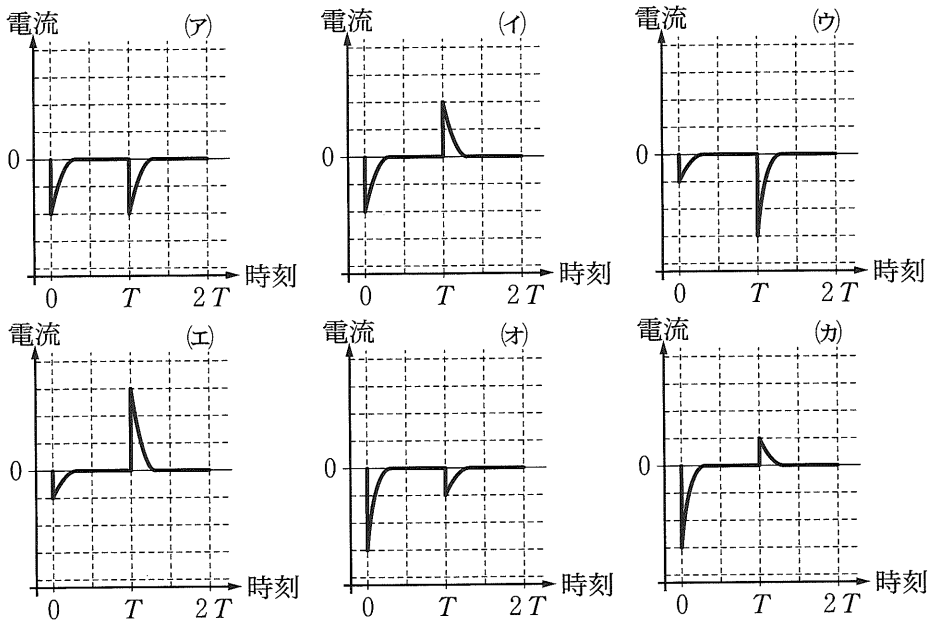 電流 (ア)
0
0 T 2T 時刻
電流 (イ)
0
0 T 2T 時刻
電流 (ウ)
0
0 T 2T 時刻
電流 (エ)
0
0 T 2T 時刻
電流 (オ)
0
0 T 2T 時刻
電流 (カ)
0
0 T 2T 時刻